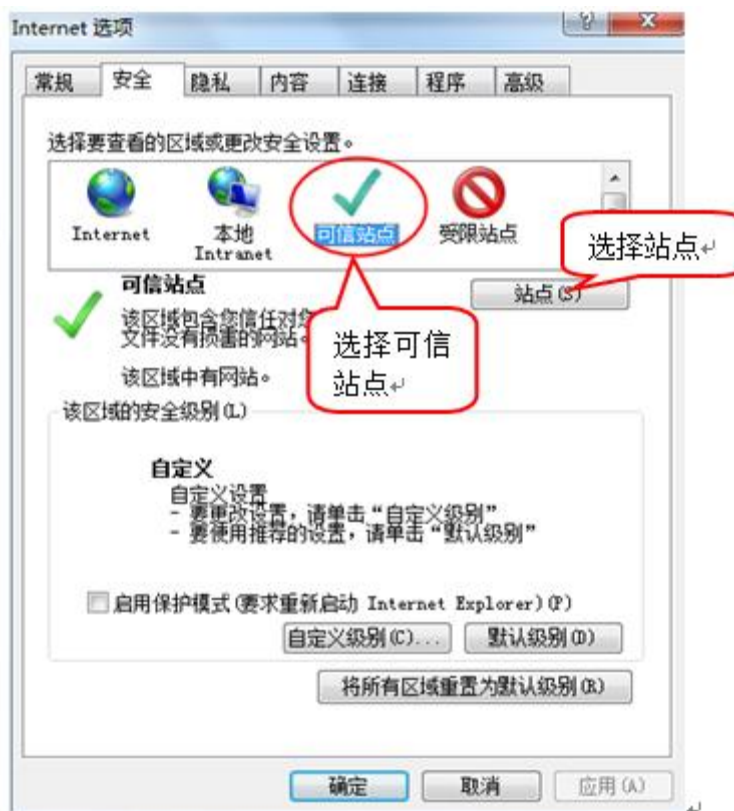 Internet 选项
常规 安全 隐私 内容 连接 程序 高级
选择要查看的区域或更改安全设置。
Internet
本地
Intranet
可信站点
受限站点
选择站点
可信站点
站点(S)
该区域包含您信任对您
文件没有损害的网站。
选择可信
站点
该区域中有网站。
该区域的安全级别(L)
自定义
自定义设置
- 要更改设置，请单击“自定义级别”
- 要使用推荐的设置，请单击“默认级别”
启用保护模式(要求重新启动 Internet Explorer)(P)
自定义级别(C)... 默认级别(D)
将所有区域重置为默认级别(R)
确定 取消 应用(A)